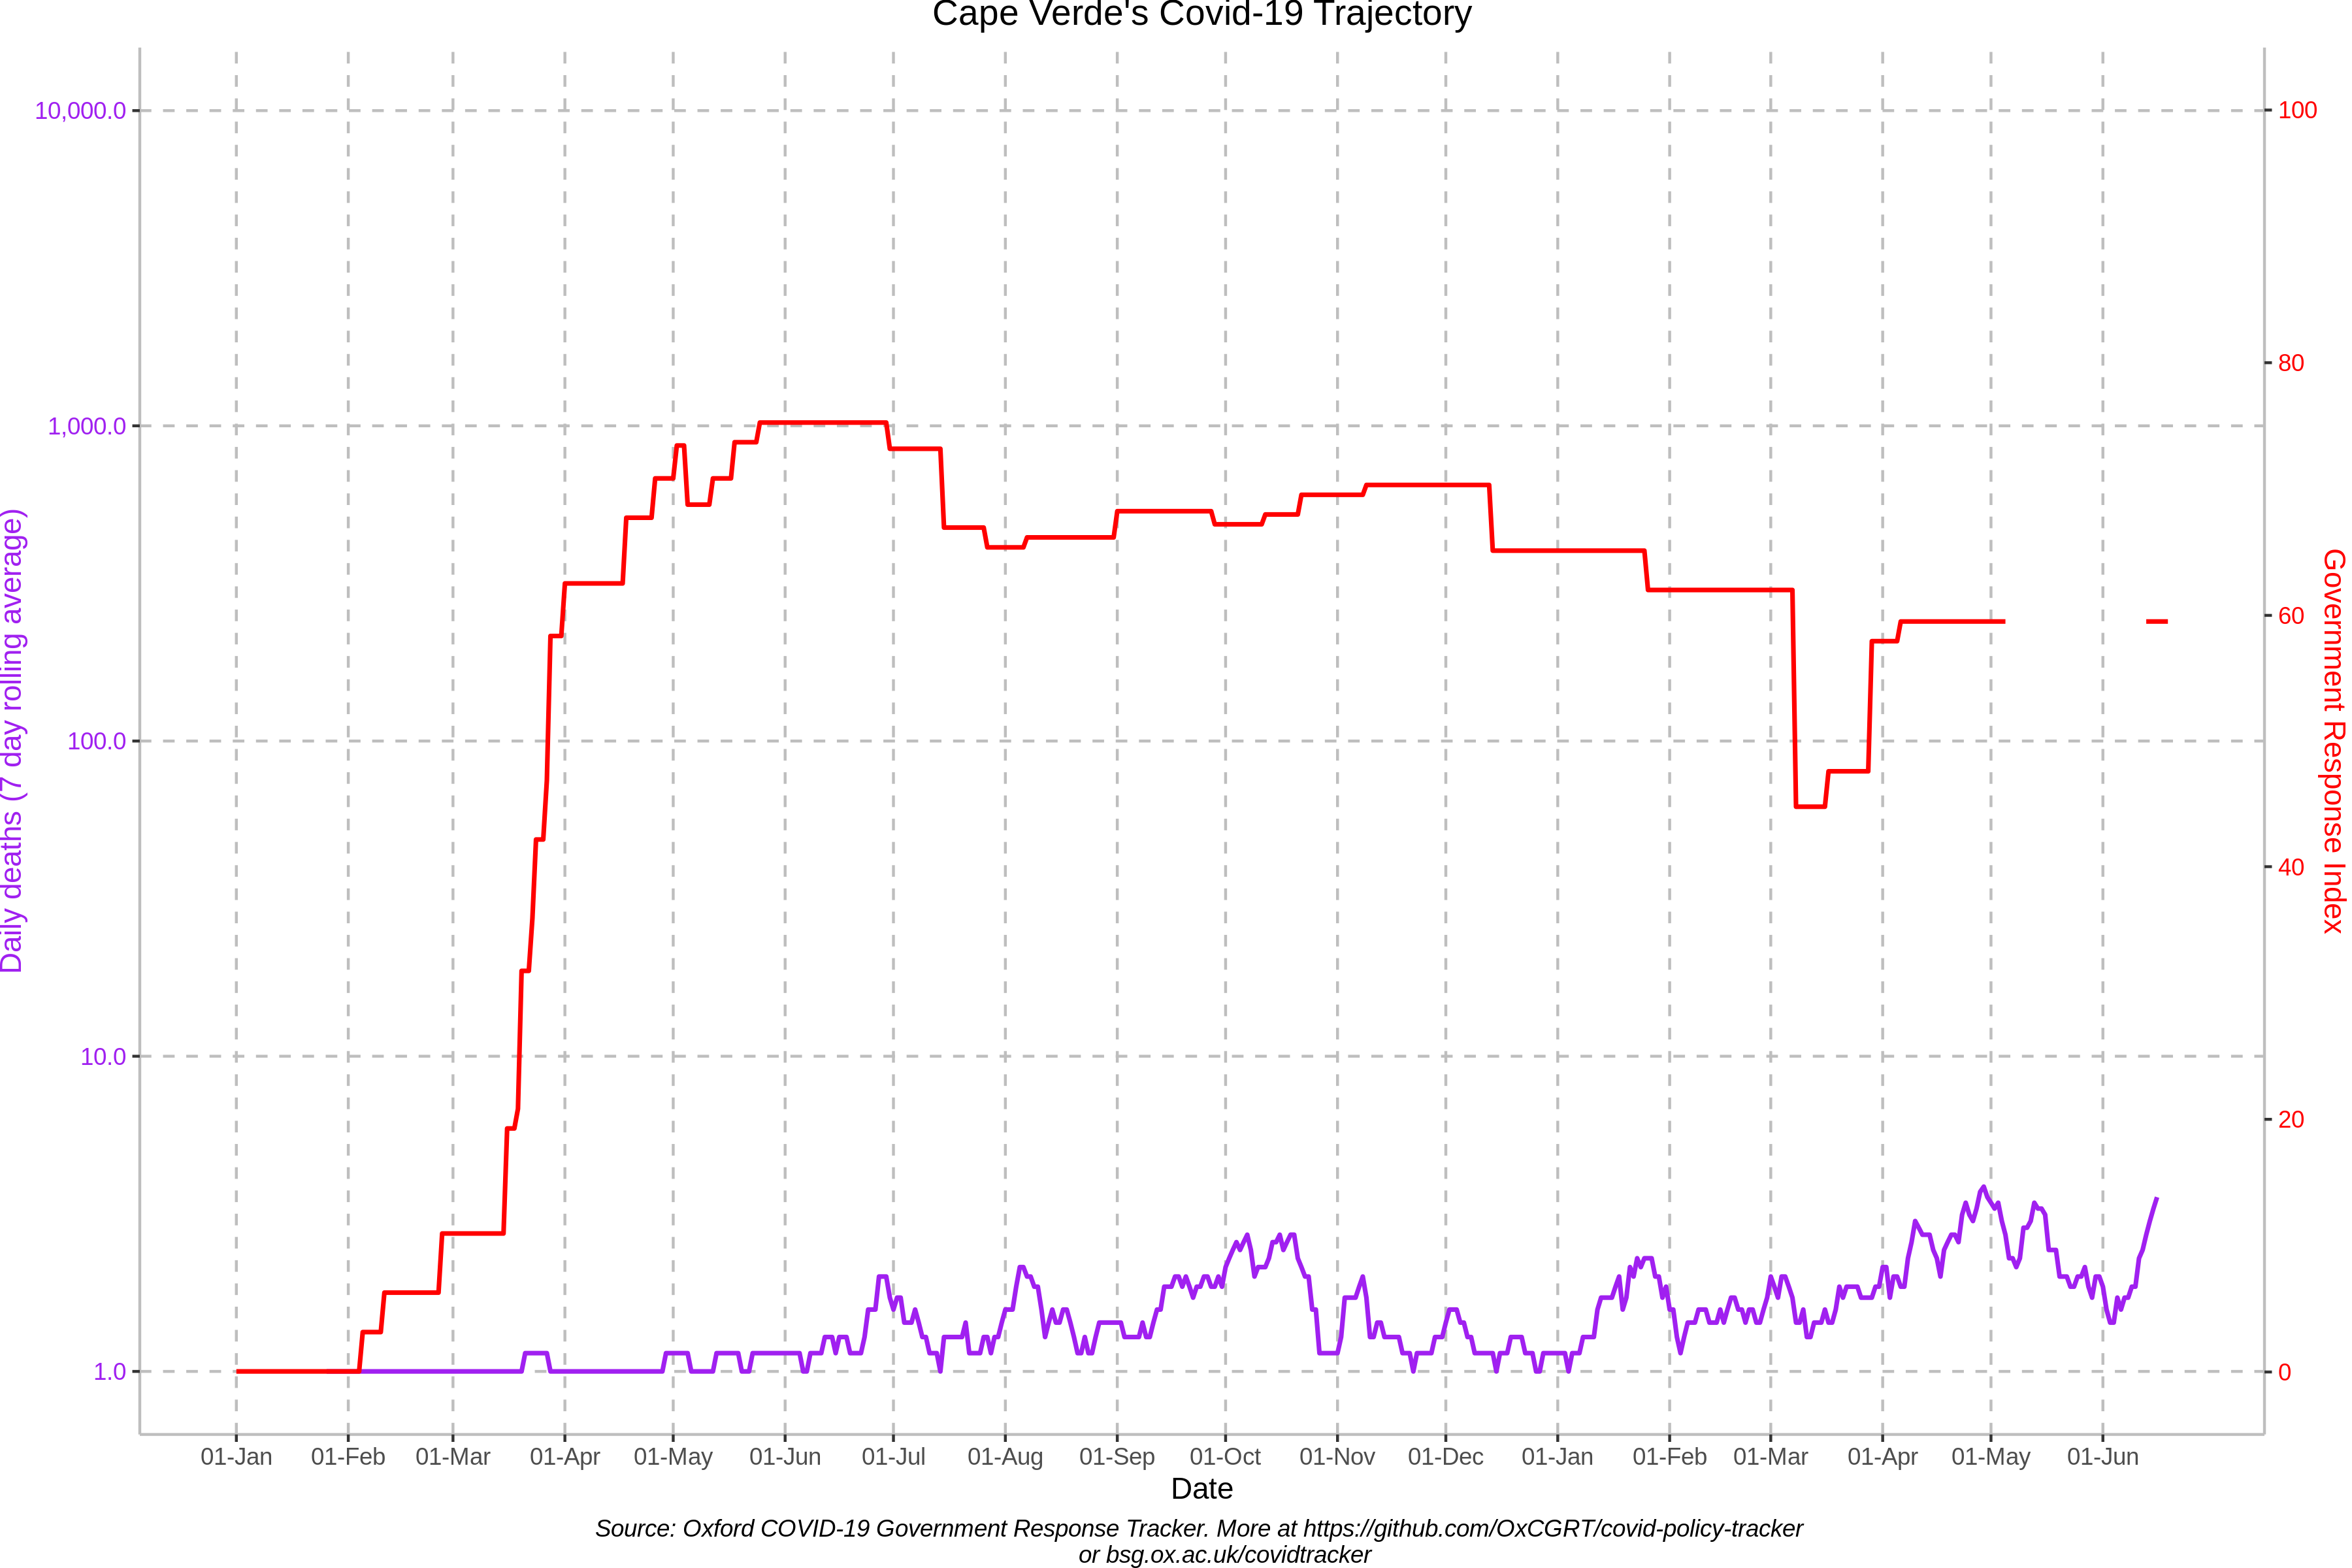 Cape Verde's Covid-19 Trajectory
10,000.0
1,000.0
100.0
10.0
1.0
Daily deaths (7 day rolling average)
100
80
60
40
20
0
Government Response Index
01-Jan 01-Feb 01-Mar 01-Apr 01-May 01-Jun 01-Jul 01-Aug 01-Sep 01-Oct 01-Nov 01-Dec 01-Jan 01-Feb 01-Mar 01-Apr 01-May 01-Jun
Date
Source: Oxford COVID-19 Government Response Tracker. More at https://github.com/OxCGRT/covid-policy-tracker
or bsg.ox.ac.uk/covidtracker